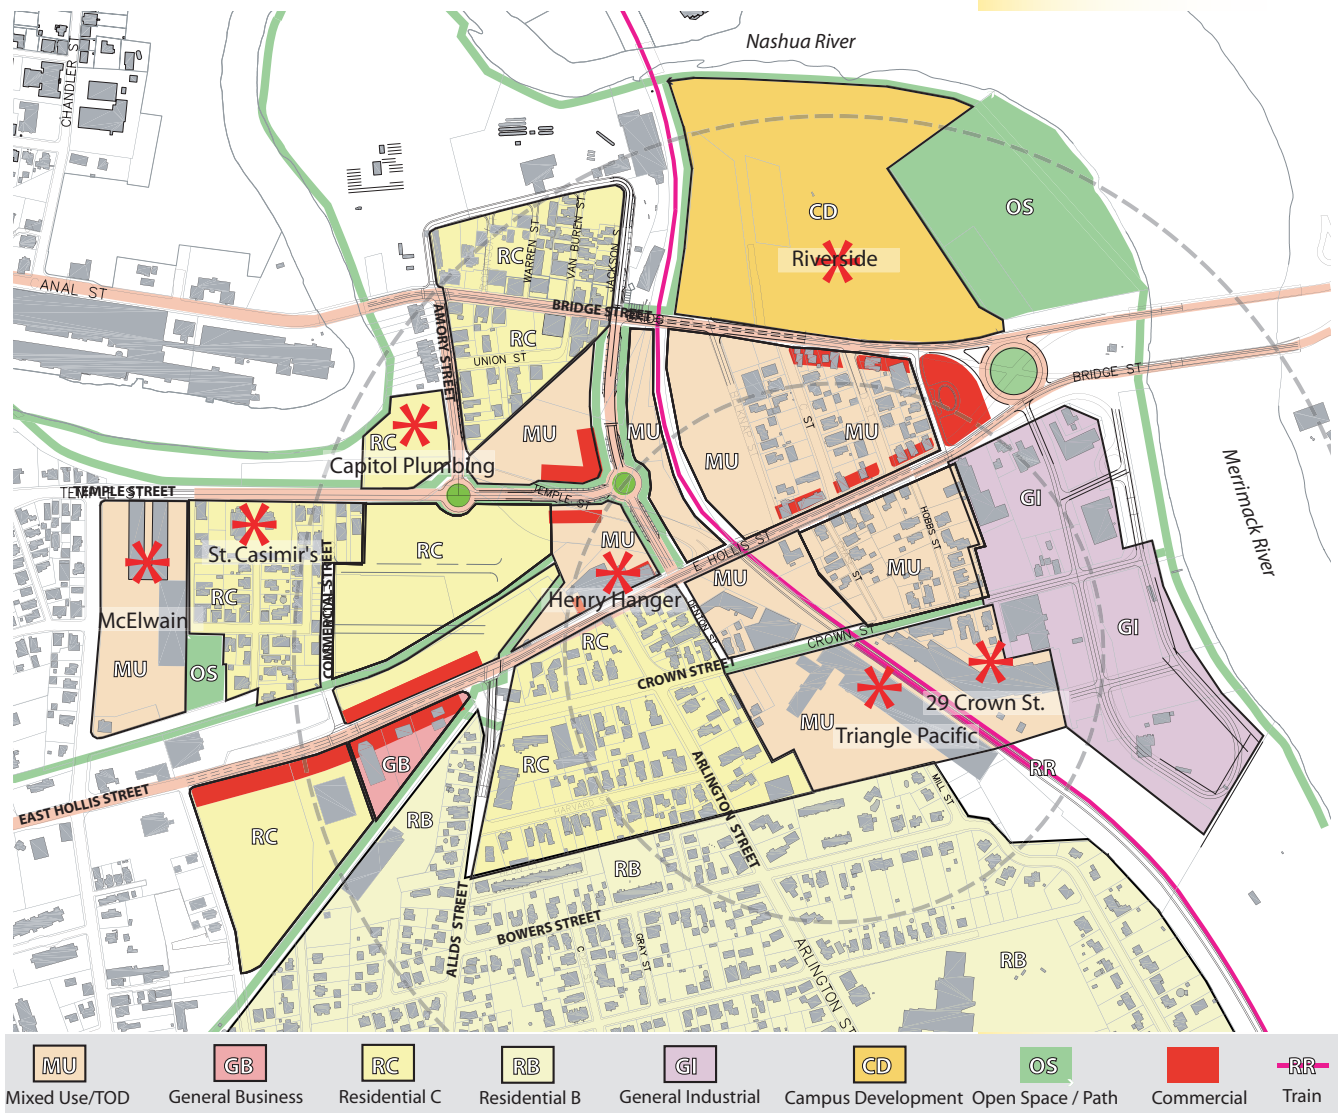 Nashua River
CHANDLER ST
CD
OS
RC
WARREN ST
VAN BUREN ST
JACKSON S
Riverside
ANAL ST
BRIDGE STREET
AMORY STREET
RC
UNION ST
BRIDGE ST
RC
MU
MU
MU
MU
ST
Capitol Plumbing
Merrimack River
TEMPLE STREET
TEMPLE ST
GI
HOBBS ST
St. Casimir's
RC
MU
E HOLLIS ST
MU
MU
ST
COMMERCIAL STREET
RC
McElwain
Henry Hanger
DENTON ST
GI
RC
CROWN ST
MU
OS
CROWN STREET
29 Crown St.
MU
Triangle Pacific
GB
RC
ARLINGTON STREET
RR
EAST HOLLIS STREET
HARVARD
MILL ST
RB
RC
RB
ALLDS STREET
BOWERS STREET
GRAY ST
C
ARLINGTON ST
RB
MU
GB
RC
RB
GI
CD
OS
RR
Mixed Use/TOD
General Business
Residential C
Residential B
General Industrial
Campus Development
Open Space / Path
Commercial
Train